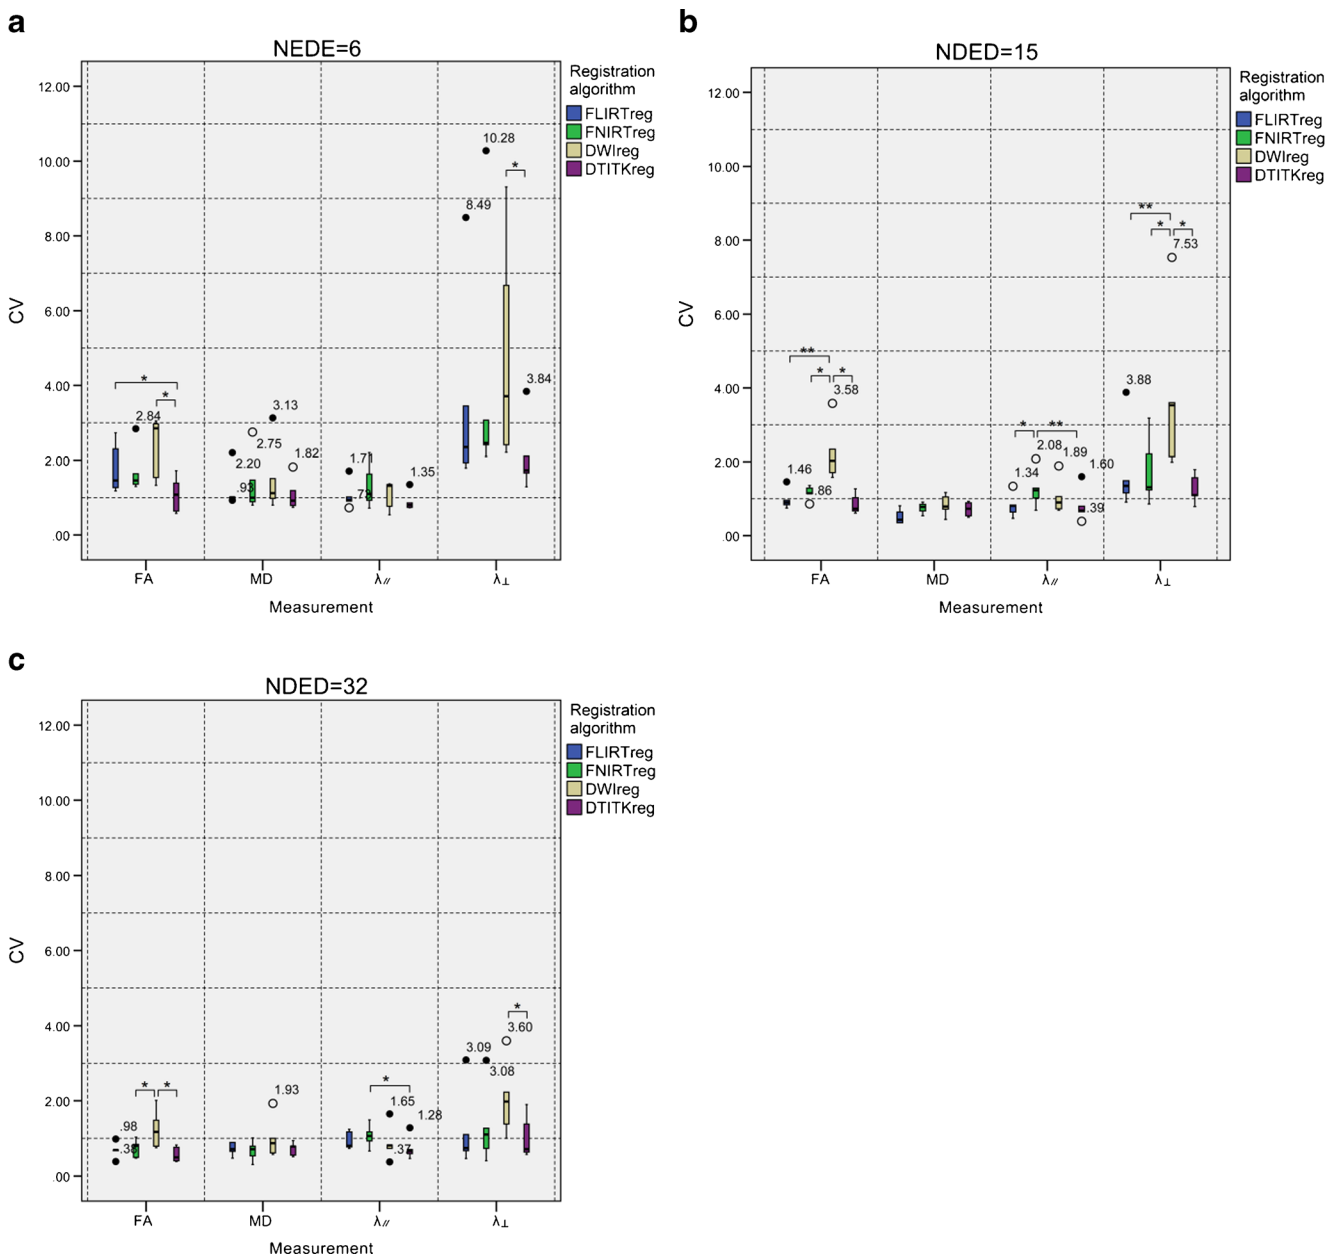 a
NEDE=6
Registration
algorithm
FLIRTreg
FNIRTreg
DWIreg
DTITKreg
CV
12.00
10.00
8.00
6.00
4.00
2.00
.00
10.28
*
8.49
3.84
*
*
2.84
3.13
2.75
2.20
1.82
.93
1.71
1.35
FA
MD
λ//
λ⊥
Measurement
b
NDED=15
Registration
algorithm
FLIRTreg
FNIRTreg
DWIreg
DTITKreg
CV
12.00
10.00
8.00
6.00
4.00
2.00
.00
**
* *
7.53
**
* *
3.58
3.88
* **
2.08
1.89
1.60
1.46
1.34
.86
.39
FA
MD
λ//
λ⊥
Measurement
c
NDED=32
Registration
algorithm
FLIRTreg
FNIRTreg
DWIreg
DTITKreg
CV
12.00
10.00
8.00
6.00
4.00
2.00
.00
*
3.60
3.09
3.08
* *
.98
.38
1.93
*
1.65
1.28
.37
FA
MD
λ//
λ⊥
Measurement